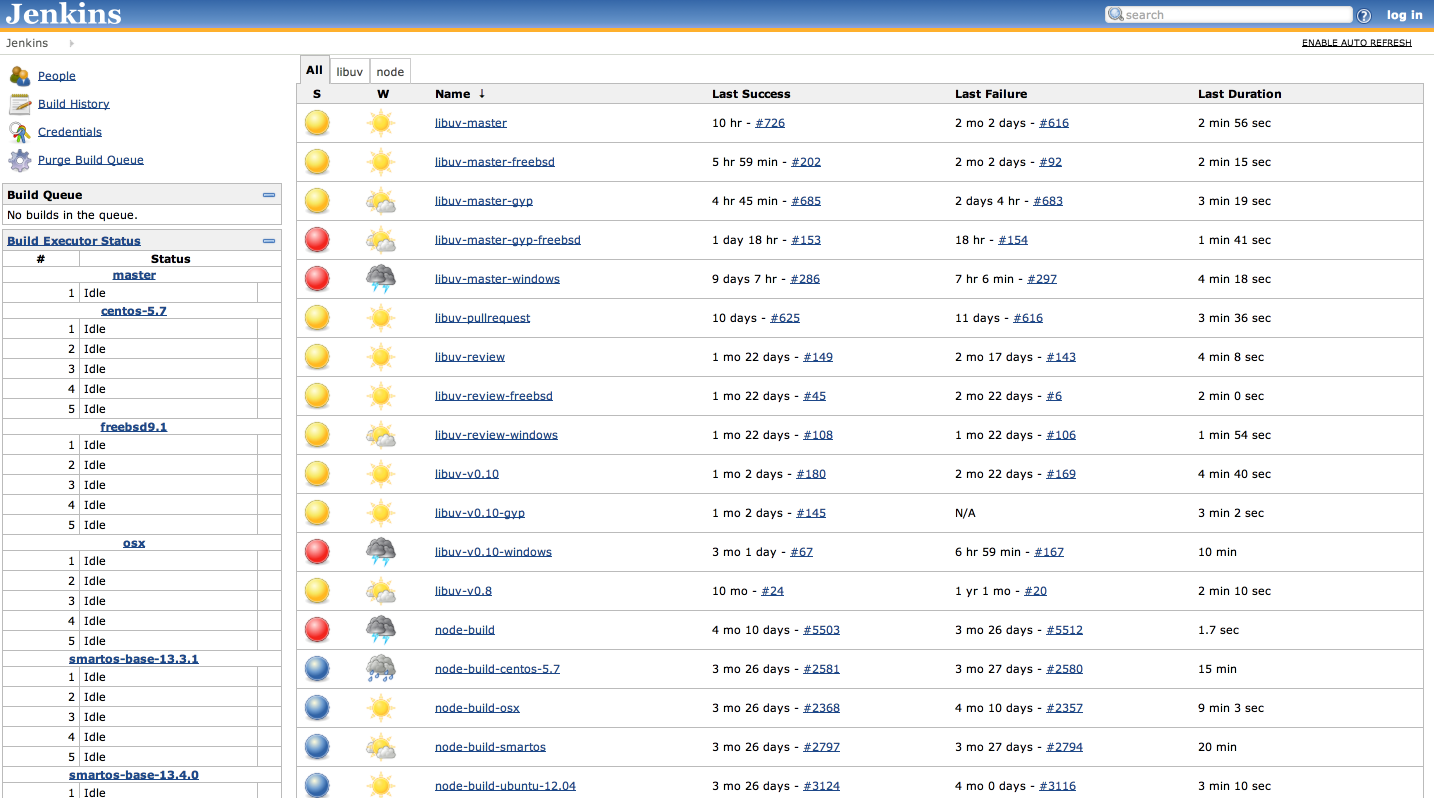 Jenkins
search
log in
Jenkins
ENABLE AUTO REFRESH
People
Build History
Credentials
Purge Build Queue
Build Queue
No builds in the queue.
Build Executor Status
# Status
master
1 Idle
centos-5.7
1 Idle
2 Idle
3 Idle
4 Idle
5 Idle
freebsd9.1
1 Idle
2 Idle
3 Idle
4 Idle
5 Idle
osx
1 Idle
2 Idle
3 Idle
4 Idle
5 Idle
smartos-base-13.3.1
1 Idle
2 Idle
3 Idle
4 Idle
5 Idle
smartos-base-13.4.0
1 Idle
All libuv node
S W Name ↓ Last Success Last Failure Last Duration
libuv-master 10 hr - #726 2 mo 2 days - #616 2 min 56 sec
libuv-master-freebsd 5 hr 59 min - #202 2 mo 2 days - #92 2 min 15 sec
libuv-master-gyp 4 hr 45 min - #685 2 days 4 hr - #683 3 min 19 sec
libuv-master-gyp-freebsd 1 day 18 hr - #153 18 hr - #154 1 min 41 sec
libuv-master-windows 9 days 7 hr - #286 7 hr 6 min - #297 4 min 18 sec
libuv-pullrequest 10 days - #625 11 days - #616 3 min 36 sec
libuv-review 1 mo 22 days - #149 2 mo 17 days - #143 4 min 8 sec
libuv-review-freebsd 1 mo 22 days - #45 2 mo 22 days - #6 2 min 0 sec
libuv-review-windows 1 mo 22 days - #108 1 mo 22 days - #106 1 min 54 sec
libuv-v0.10 1 mo 2 days - #180 2 mo 22 days - #169 4 min 40 sec
libuv-v0.10-gyp 1 mo 2 days - #145 N/A 3 min 2 sec
libuv-v0.10-windows 3 mo 1 day - #67 6 hr 59 min - #167 10 min
libuv-v0.8 10 mo - #24 1 yr 1 mo - #20 2 min 10 sec
node-build 4 mo 10 days - #5503 3 mo 26 days - #5512 1.7 sec
node-build-centos-5.7 3 mo 26 days - #2581 3 mo 27 days - #2580 15 min
node-build-osx 3 mo 26 days - #2368 4 mo 10 days - #2357 9 min 3 sec
node-build-smartos 3 mo 26 days - #2797 3 mo 27 days - #2794 20 min
node-build-ubuntu-12.04 3 mo 26 days - #3124 4 mo 0 days - #3116 3 min 10 sec